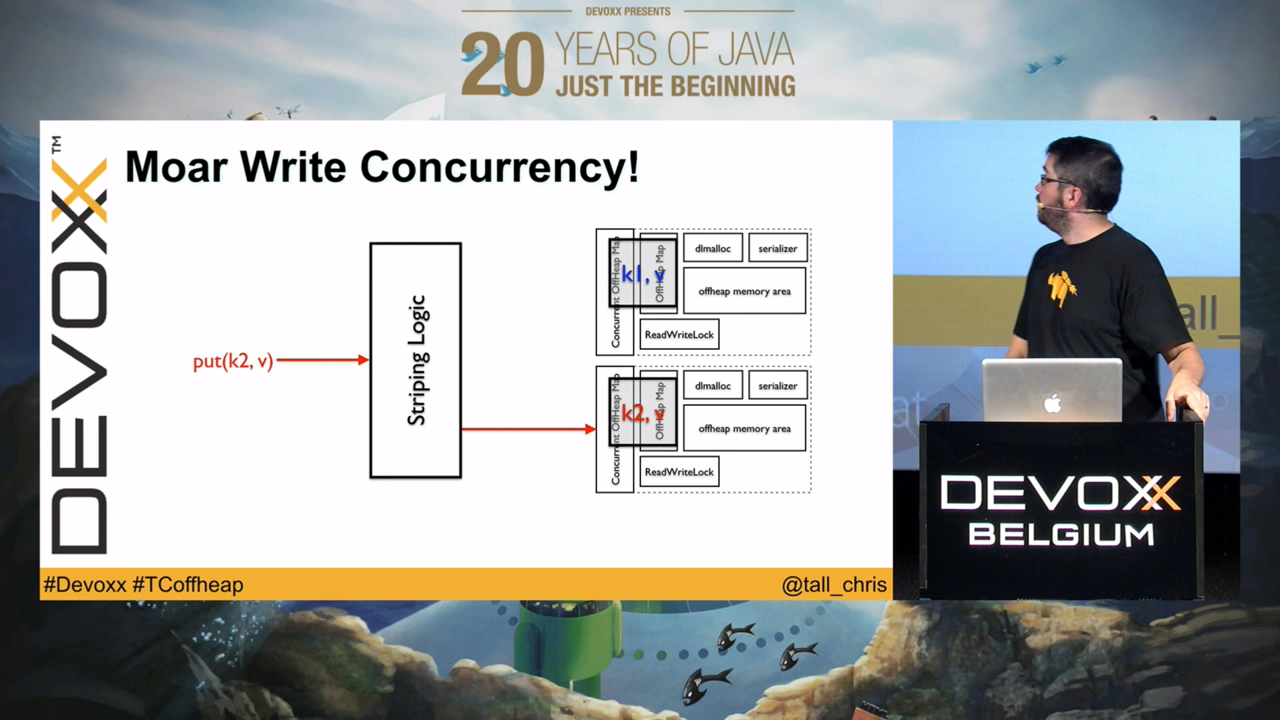 DEVOXX PRESENTS
20 YEARS OF JAVA
JUST THE BEGINNING
DEVOXX™
Moar Write Concurrency!
put(k2, v)
Striping Logic
Concurrent OffHeap Map
OffHeap Map
k1, v
dlmalloc
serializer
offheap memory area
ReadWriteLock
Concurrent OffHeap Map
OffHeap Map
k2, v
dlmalloc
serializer
offheap memory area
ReadWriteLock
#Devoxx #TCoffheap
@tall_chris
all_
DEVOXX
BELGIUM